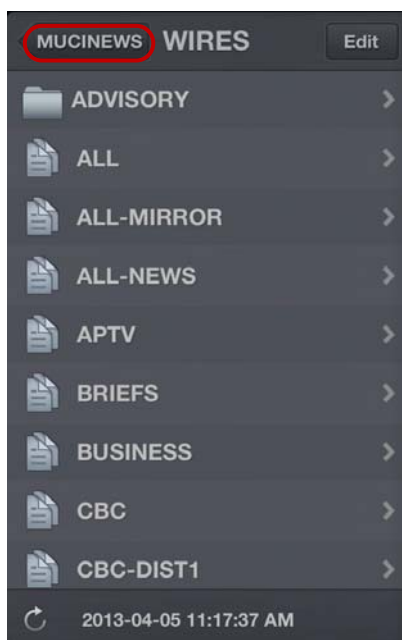 MUCINEWS WIRES Edit
ADVISORY
ALL
ALL-MIRROR
ALL-NEWS
APTV
BRIEFS
BUSINESS
CBC
CBC-DIST1
2013-04-05 11:17:37 AM